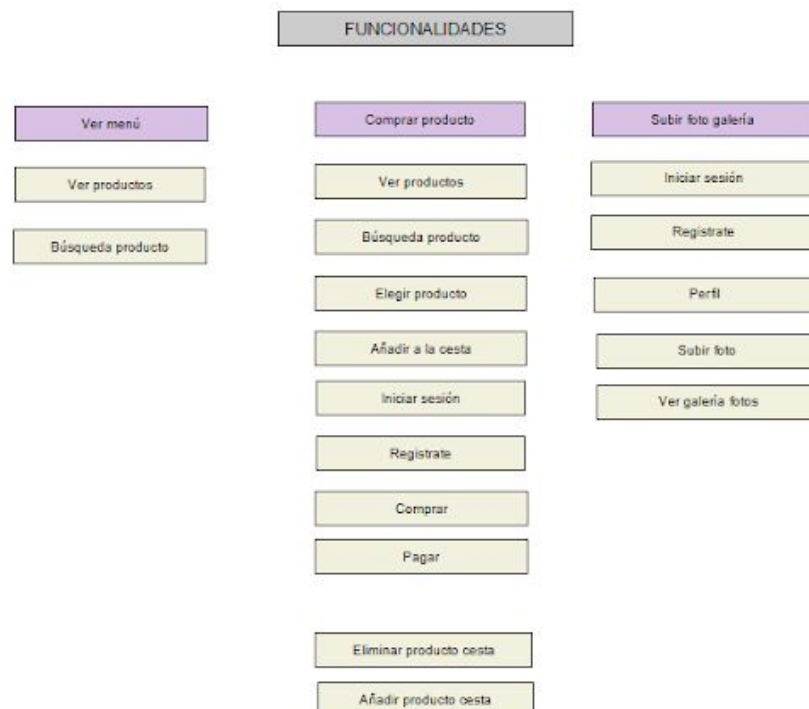 FUNCIONALIDADES
Ver menú
Ver productos
Búsqueda producto
Comprar producto
Ver productos
Búsqueda producto
Elegir producto
Añadir a la cesta
Iniciar sesión
Registrate
Comprar
Pagar
Eliminar producto cesta
Añadir producto cesta
Subir foto galería
Iniciar sesión
Registrate
Perfil
Subir foto
Ver galería fotos